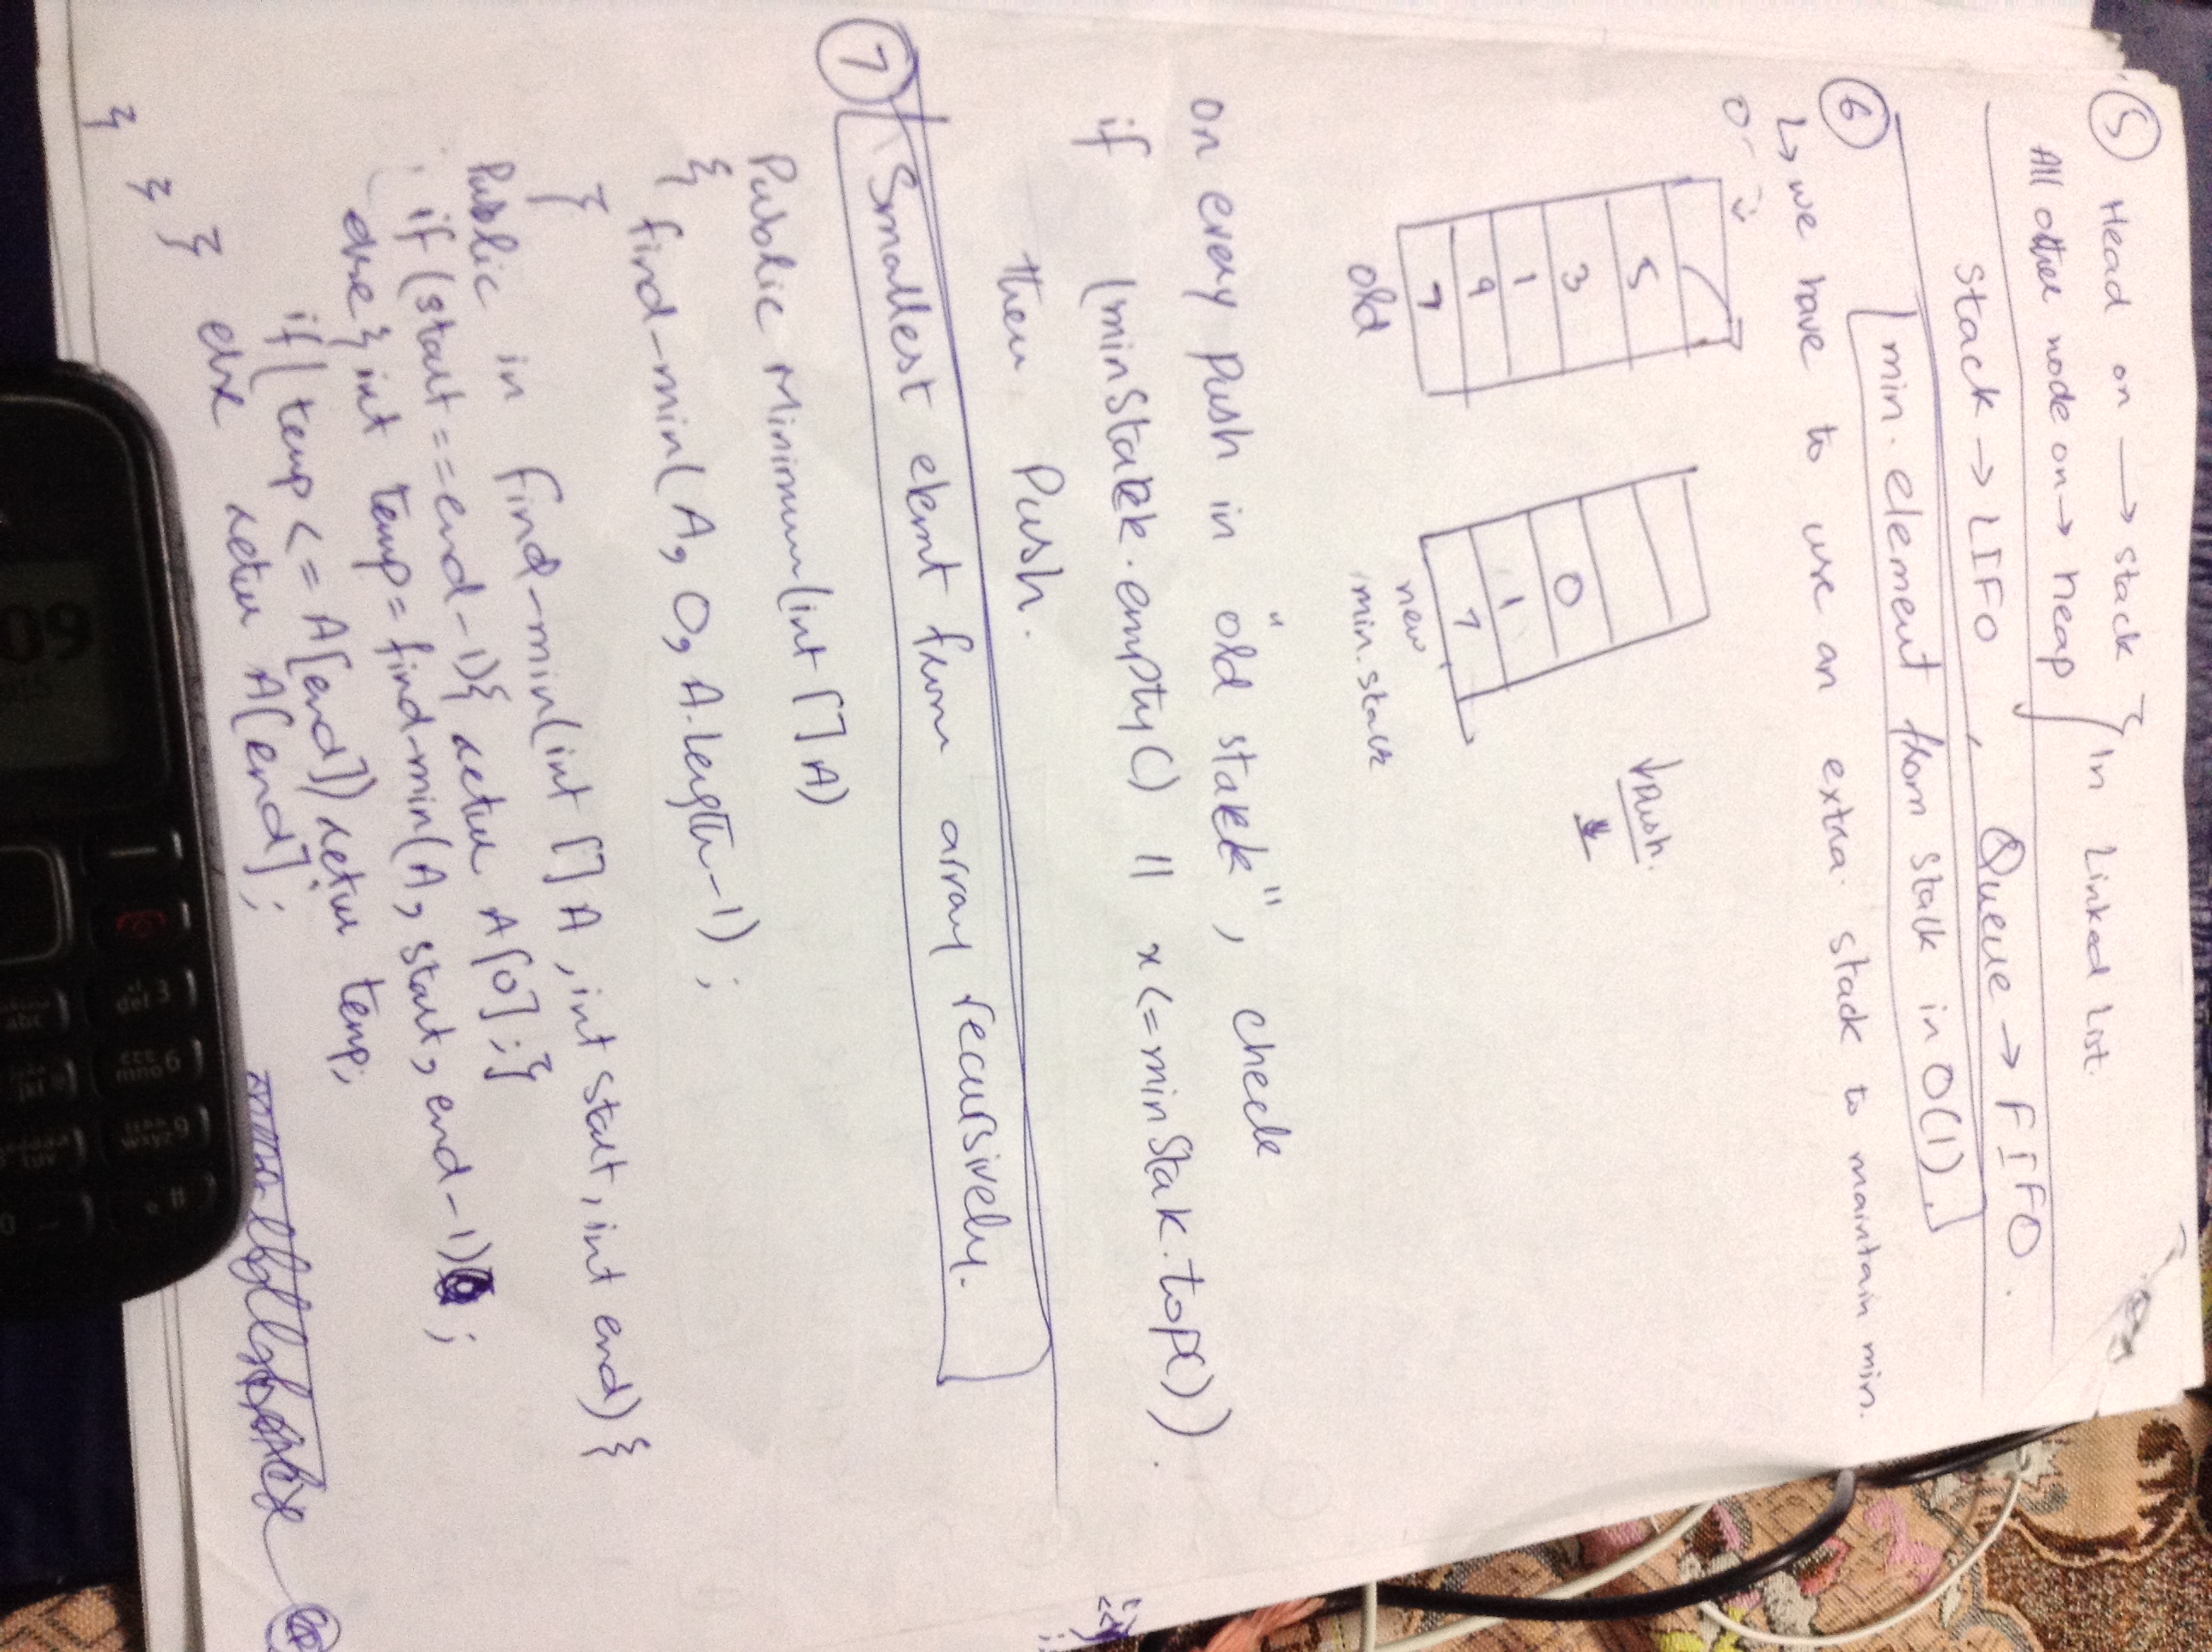 5 Head on → stack } In Linked List.
All other node on → heap
Stack → LIFO , Queue → FIFO.
min. element from stack in O(1).
6
↳ we have to use an extra stack to maintain min.
0
5
3
1
9
7
old
0
1
7
new
min. stack
↓ Push.
on every push in "old stack", check
if (minStack.empty() || x <= minStak.top()).
then Push.
7 Smallest elemt from array recursively.
Public Minimum(int [] A)
{
find-min(A, 0, A.length-1);
}
Public in find-min(int [] A, int start, int end) {
if (start == end-1){ retur A[0]; }
else { int temp = find-min(A, start, end-1);
if( temp <= A[end]) retur temp;
else retur A[end];
}
}
}